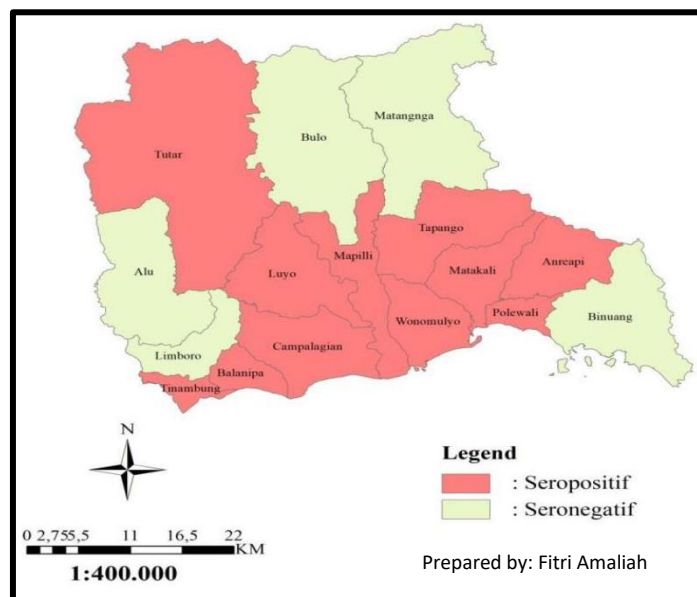 Matangnga
Bulo
Tutar
Tapango
Mapilli
Anreapi
Alu
Luyo
Matakali
Polewali
Binuang
Wonomulyo
Campalagian
Limboro
Balanipa
Tinambung
N
Legend
: Seropositif
: Seronegatif
0 2,755,5 11 16,5 22
KM
1:400.000
Prepared by: Fitri Amaliah